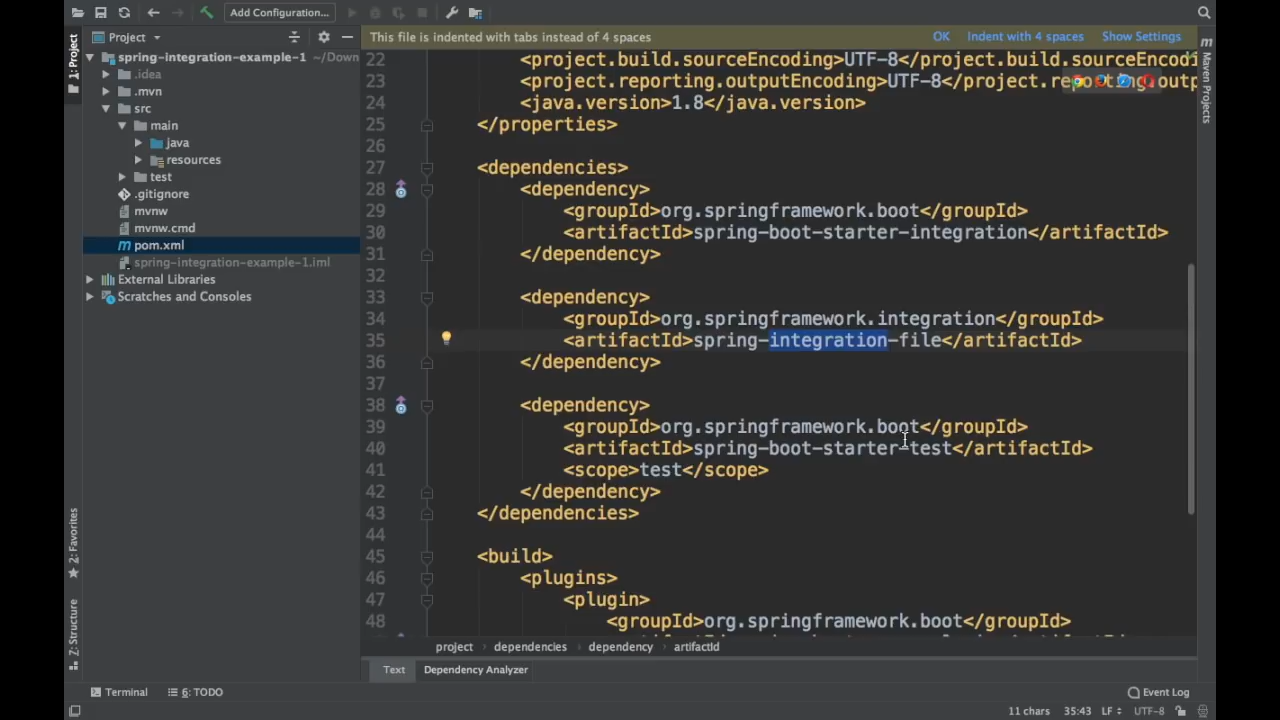 Add Configuration...
Project
This file is indented with tabs instead of 4 spaces OK Indent with 4 spaces Show Settings
1: Project
spring-integration-example-1 ~/Down
.idea
.mvn
src
main
java
resources
test
.gitignore
mvnw
mvnw.cmd
pom.xml
spring-integration-example-1.iml
External Libraries
Scratches and Consoles
2: Favorites
Z: Structure
22 <project.build.sourceEncoding>UTF-8</project.build.sourceEncodi
23 <project.reporting.outputEncoding>UTF-8</project.reporting.outp
24 <java.version>1.8</java.version>
25 </properties>
26
27 <dependencies>
28 <dependency>
29 <groupId>org.springframework.boot</groupId>
30 <artifactId>spring-boot-starter-integration</artifactId>
31 </dependency>
32
33 <dependency>
34 <groupId>org.springframework.integration</groupId>
35 <artifactId>spring-integration-file</artifactId>
36 </dependency>
37
38 <dependency>
39 <groupId>org.springframework.boot</groupId>
40 <artifactId>spring-boot-starter-test</artifactId>
41 <scope>test</scope>
42 </dependency>
43 </dependencies>
44
45 <build>
46 <plugins>
47 <plugin>
48 <groupId>org.springframework.boot</groupId>
Maven Projects
project dependencies dependency artifactId
Text Dependency Analyzer
Terminal 6: TODO Event Log
11 chars 35:43 LF UTF-8